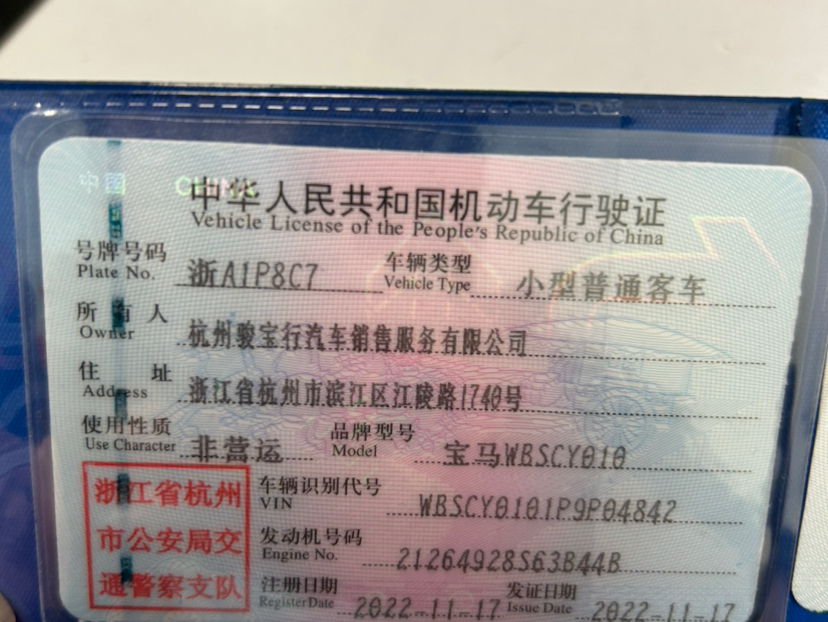 中国 CHINA
中华人民共和国机动车行驶证
Vehicle License of the People's Republic of China
号牌号码 浙A1P8C7 车辆类型 小型普通客车
Plate No. Vehicle Type
所有人 杭州骏宝行汽车销售服务有限公司
Owner
住址 浙江省杭州市滨江区江陵路1740号
Address
使用性质 非营运 品牌型号 宝马WBSCY010
Use Character Model
浙江省杭州 车辆识别代号 WBSCY0101P9P04842
VIN
市公安局交 发动机号码 21264928S63B44B
Engine No.
通警察支队 注册日期 2022-11-17 发证日期 2022-11-17
Register Date Issue Date